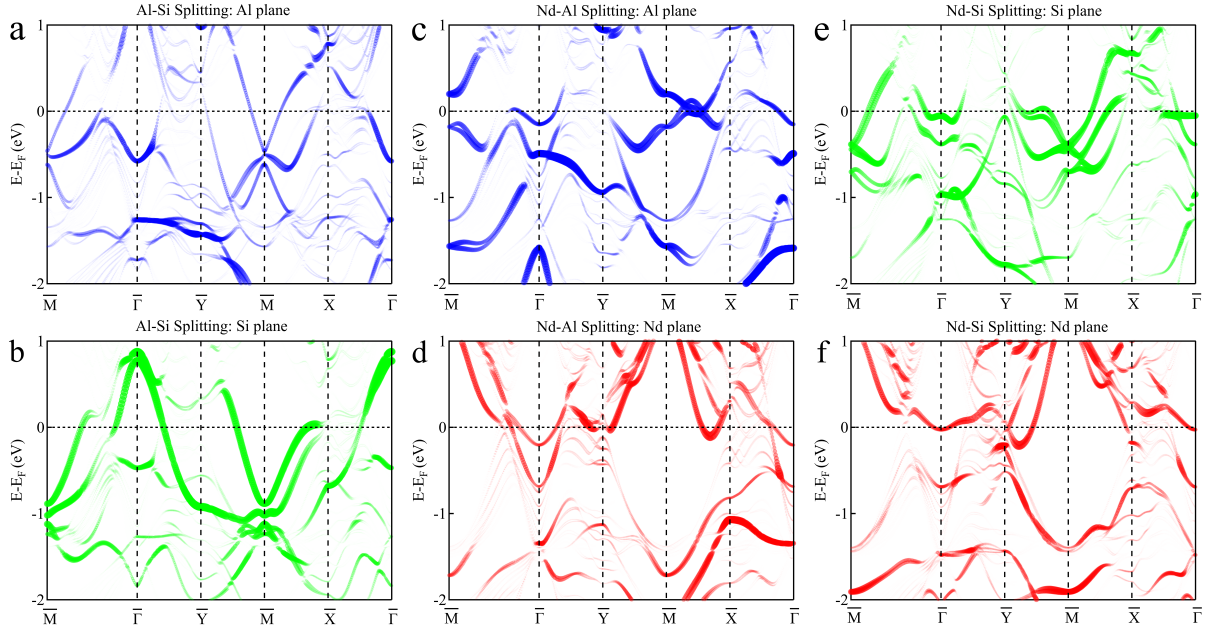 a
Al-Si Splitting: Al plane
1
0
-1
-2
E-E_F (eV)
M̅ Γ̅ Y̅ M̅ X̅ Γ̅
c
Nd-Al Splitting: Al plane
1
0
-1
-2
E-E_F (eV)
M̅ Γ̅ Y̅ M̅ X̅ Γ̅
e
Nd-Si Splitting: Si plane
1
0
-1
-2
E-E_F (eV)
M̅ Γ̅ Y̅ M̅ X̅ Γ̅
b
Al-Si Splitting: Si plane
1
0
-1
-2
E-E_F (eV)
M̅ Γ̅ Y̅ M̅ X̅ Γ̅
d
Nd-Al Splitting: Nd plane
1
0
-1
-2
E-E_F (eV)
M̅ Γ̅ Y̅ M̅ X̅ Γ̅
f
Nd-Si Splitting: Nd plane
1
0
-1
-2
E-E_F (eV)
M̅ Γ̅ Y̅ M̅ X̅ Γ̅